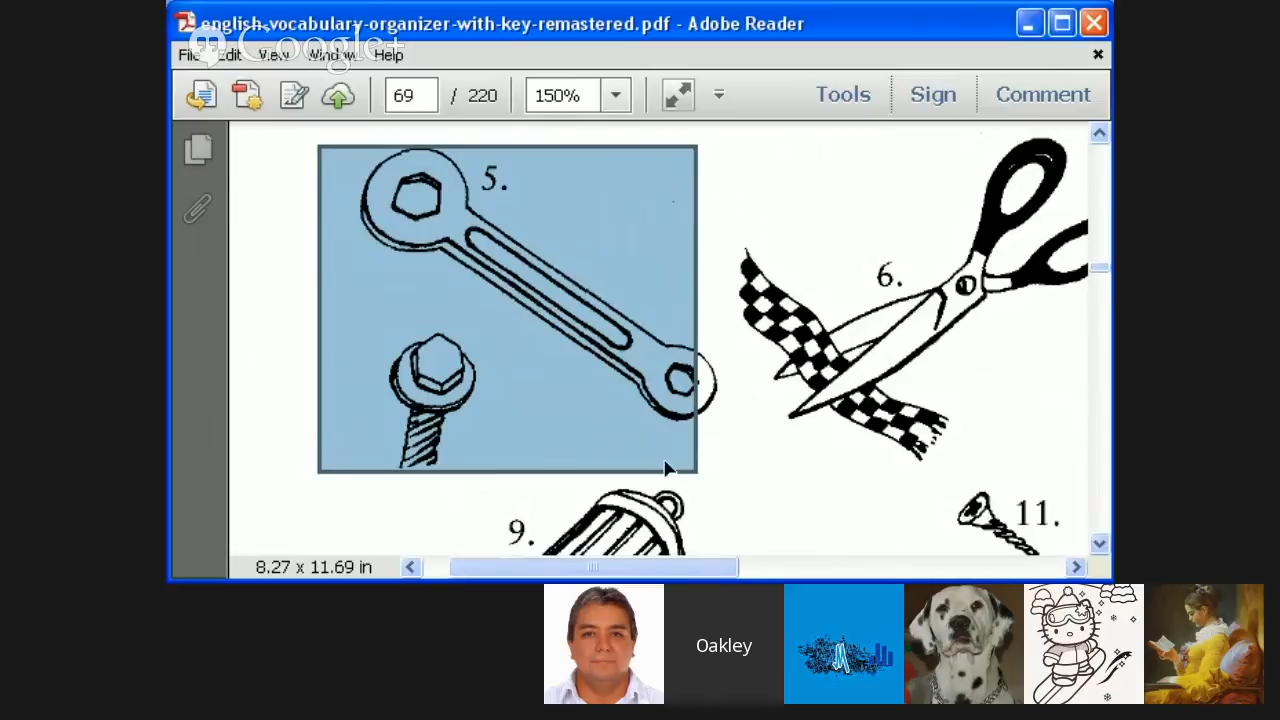 english-vocabulary-organizer-with-key-remastered.pdf - Adobe Reader
Google+
File Edit View Window Help
69 / 220 150% Tools Sign Comment
5.
6.
9.
11.
8.27 x 11.69 in
Oakley